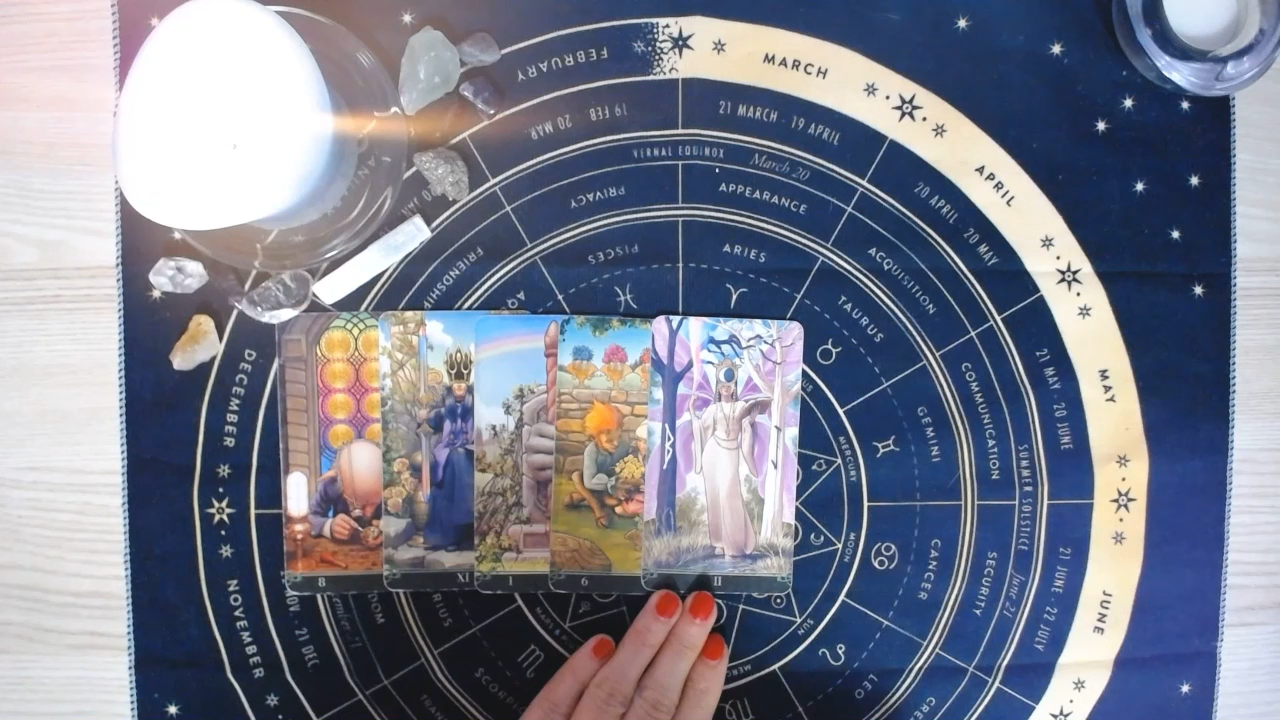 FEBRUARY
MARCH
APRIL
MAY
JUNE
19 FEB. 20 MAR.
21 MARCH - 19 APRIL
20 APRIL - 20 MAY
21 MAY - 20 JUNE
21 JUNE - 22 JULY
VERNAL EQUINOX March 20
SUMMER SOLSTICE June 21
PRIVACY
APPEARANCE
ACQUISITION
COMMUNICATION
SECURITY
FRIENDSHIP
PISCES
ARIES
TAURUS
GEMINI
CANCER
LEO
SCORPIO
MERCURY
MOON
SUN
DECEMBER
NOVEMBER
21 DEC
8
XI
1
6
II